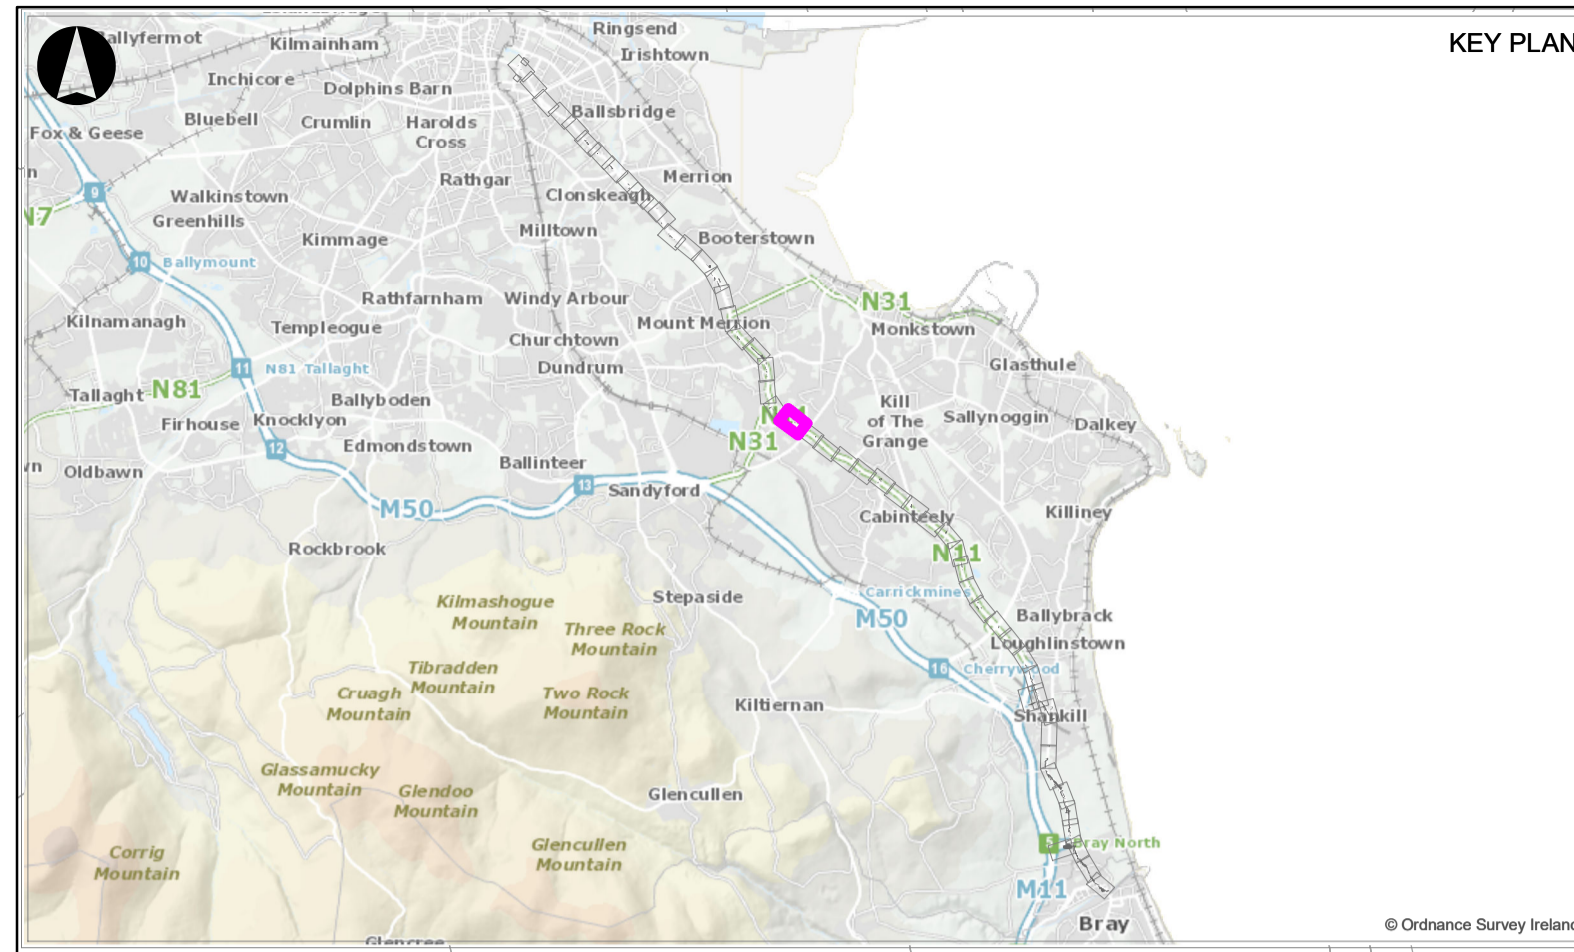 KEY PLAN
Ringsend
Ballyfermot
Kilmainham
Irishtown
Inchicore
Dolphins Barn
Ballsbridge
Bluebell
Crumlin
Harolds
Cross
Fox & Geese
Rathgar
Merrion
9
Walkinstown
Clonskeagh
N7
Greenhills
Milltown
Kimmage
Booterstown
10
Ballymount
Rathfarnham
Windy Arbour
N31
Kilnamanagh
Templeogue
Mount Merrion
Monkstown
Churchtown
11
N81 Tallaght
Dundrum
Glasthule
Tallaght
N81
Ballyboden
Kill
of The
Grange
Firhouse
Knocklyon
Sallynoggin
Dalkey
12
Edmondstown
N31
Oldbawn
Ballinteer
13
Sandyford
M50
Cabinteely
Killiney
Rockbrook
N11
Kilmashogue
Mountain
Stepaside
Carrickmines
M50
Ballybrack
Three Rock
Mountain
Loughlinstown
Tibradden
Mountain
16
Cherrywood
Cruagh
Mountain
Two Rock
Mountain
Kiltiernan
Shankill
Glassamucky
Mountain
Glendoo
Mountain
Glencullen
Corrig
Mountain
Glencullen
Mountain
5
Bray North
M11
Bray
© Ordnance Survey Ireland
Glencree